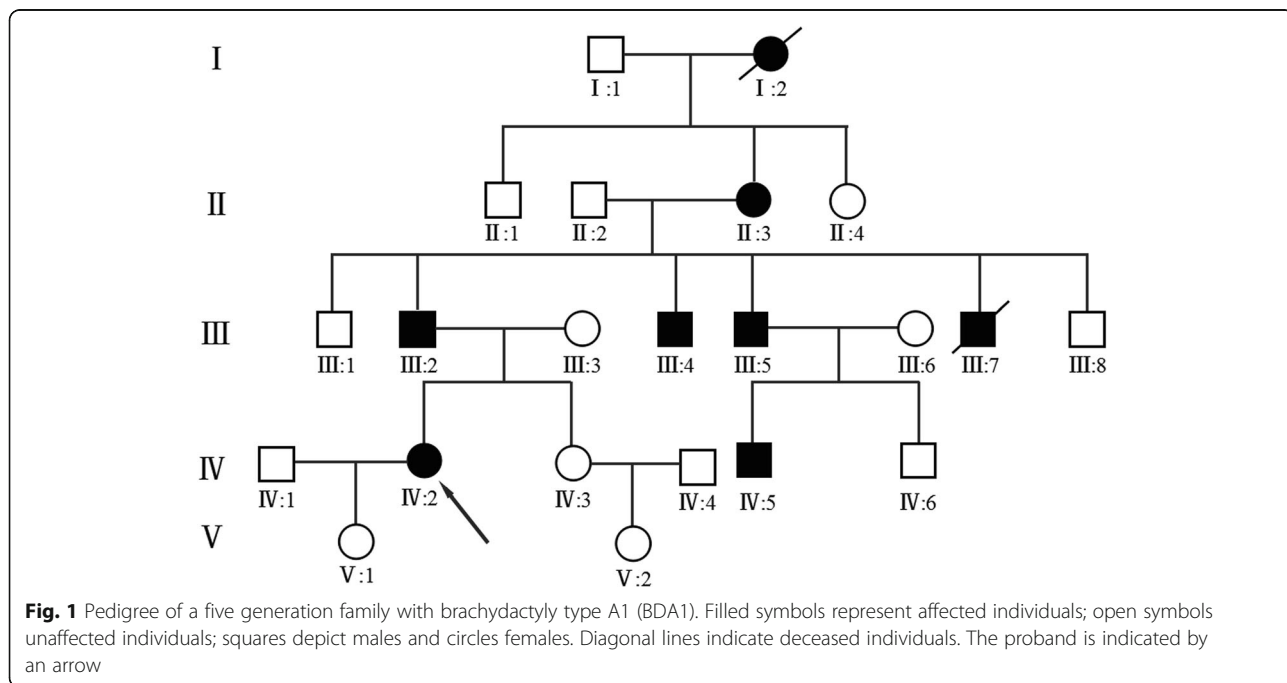 I
I:1 I:2
II
II:1 II:2 II:3 II:4
III
III:1 III:2 III:3 III:4 III:5 III:6 III:7 III:8
IV
IV:1 IV:2 IV:3 IV:4 IV:5 IV:6
V
V:1 V:2
Fig. 1 Pedigree of a five generation family with brachydactyly type A1 (BDA1). Filled symbols represent affected individuals; open symbols
unaffected individuals; squares depict males and circles females. Diagonal lines indicate deceased individuals. The proband is indicated by
an arrow